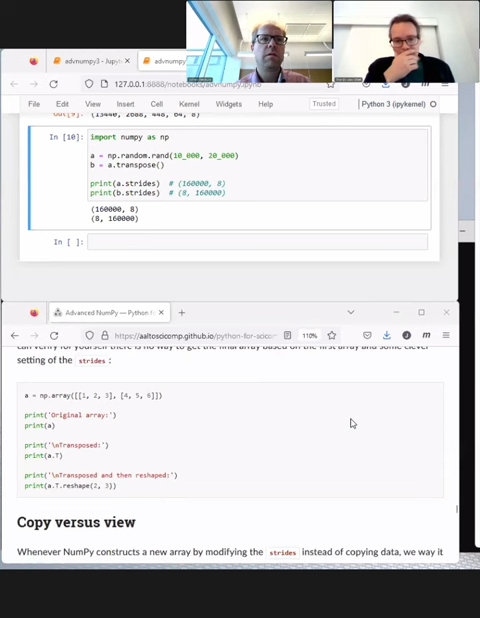 advnumpy3 - Jupyt
advnum
127.0.0.1:8888/notebooks/advnumpy.ipynb
File Edit View Insert Cell Kernel Widgets Help Trusted Python 3 (ipykernel)
Out[9]: (13440, 2688, 448, 64, 8)
In [10]: import numpy as np
a = np.random.rand(10_000, 20_000)
b = a.transpose()
print(a.strides) # (160000, 8)
print(b.strides) # (8, 160000)
(160000, 8)
(8, 160000)
In [ ]:
Advanced NumPy — Python f
https://aaltoscicomp.github.io/python-for-scicomp 110%
can verify for yourself there is no way to get the final array based on the first array and some clever
setting of the strides :
a = np.array([[1, 2, 3], [4, 5, 6]])
print('Original array:')
print(a)
print('\nTransposed:')
print(a.T)
print('\nTransposed and then reshaped:')
print(a.T.reshape(2, 3))
Copy versus view
Whenever NumPy constructs a new array by modifying the strides instead of copying data, we way it